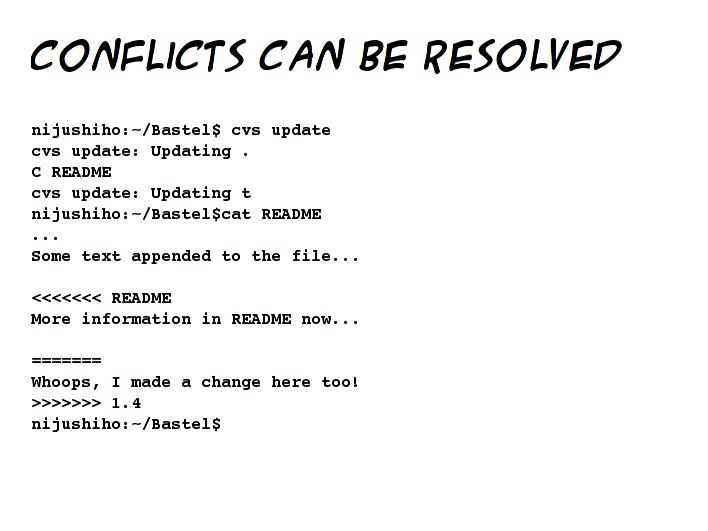 CONFLICTS CAN BE RESOLVED
nijushiho:~/Bastel$ cvs update
cvs update: Updating .
C README
cvs update: Updating t
nijushiho:~/Bastel$cat README
...
Some text appended to the file...
<<<<<<< README
More information in README now...
=======
Whoops, I made a change here too!
>>>>>>> 1.4
nijushiho:~/Bastel$